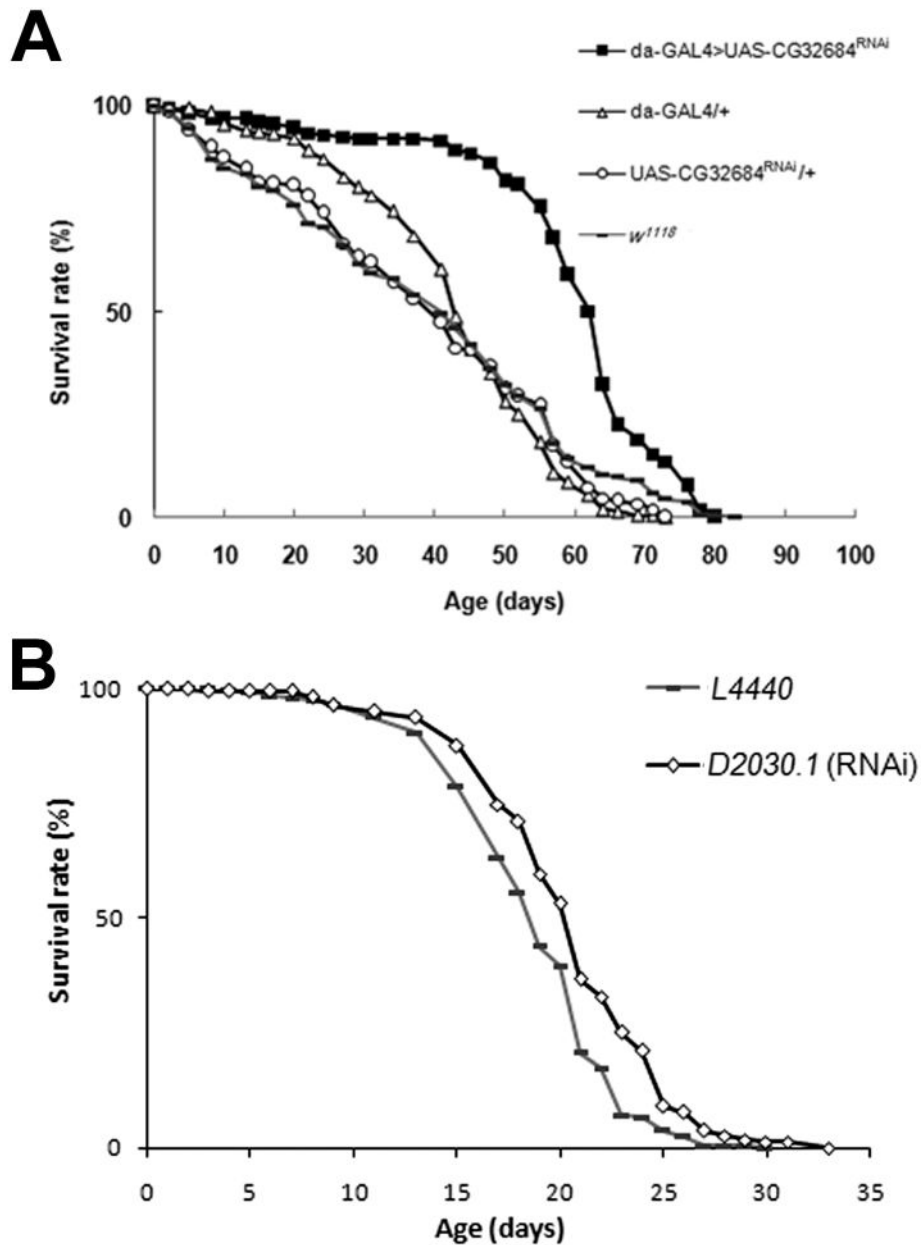 A
da-GAL4>UAS-CG32684RNAi
da-GAL4/+
UAS-CG32684RNAi/+
w1118
Survival rate (%)
100
50
0
0 10 20 30 40 50 60 70 80 90 100
Age (days)
B
L4440
D2030.1 (RNAi)
Survival rate (%)
100
50
0
0 5 10 15 20 25 30 35
Age (days)